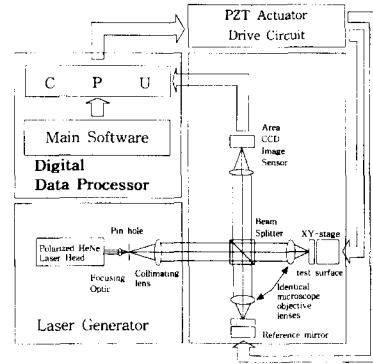 PZT Actuator
Drive Circuit
C P U
Main Software
Digital
Data Processor
Area
CCD
Image
Sensor
Beam
Splitter
XY-stage
test surface
Pin hole
Polarized HeNe
Laser Head
Focusing
Optic
Collimating
lens
Identical
microscope
objective
lenses
Laser Generator
Reference mirror